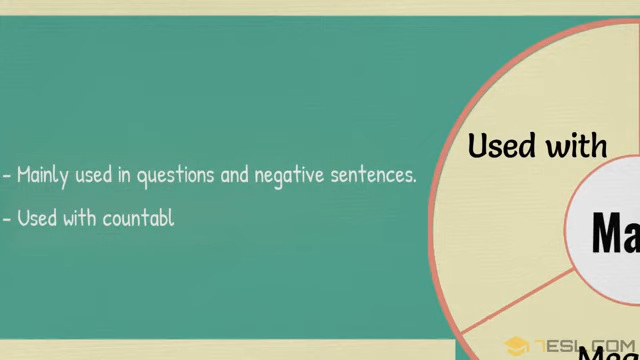 Used with
- Mainly used in questions and negative sentences.
- Used with countabl
Ma
7ESL.COM